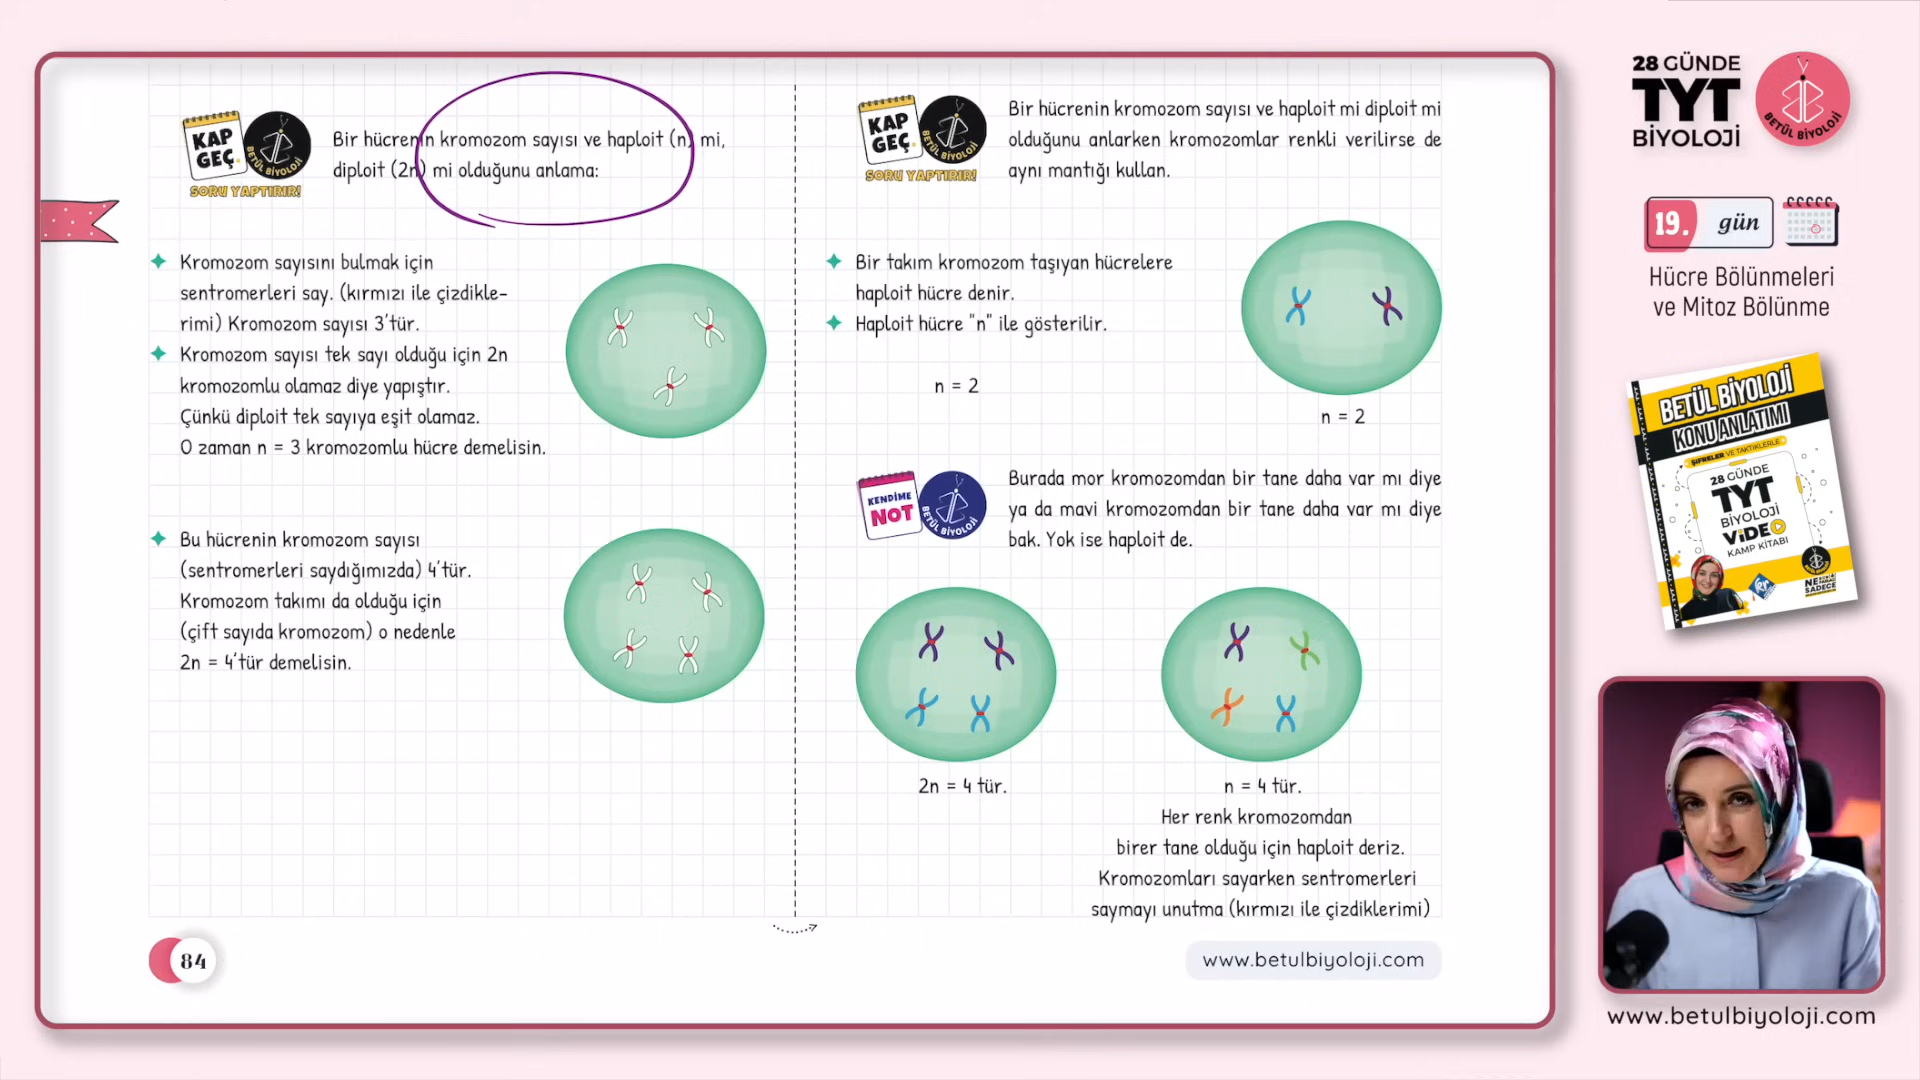 KAP
GEÇ.
BETÜL BİYOLOJİ
SORU YAPTIRIR!
Bir hücrenin kromozom sayısı ve haploit (n) mi,
diploit (2n) mi olduğunu anlama:
Kromozom sayısını bulmak için
sentromerleri say. (kırmızı ile çizdikle-
rimi) Kromozom sayısı 3'tür.
Kromozom sayısı tek sayı olduğu için 2n
kromozomlu olamaz diye yapıştır.
Çünkü diploit tek sayıya eşit olamaz.
O zaman n = 3 kromozomlu hücre demelisin.
Bu hücrenin kromozom sayısı
(sentromerleri saydığımızda) 4'tür.
Kromozom takımı da olduğu için
(çift sayıda kromozom) o nedenle
2n = 4'tür demelisin.
84
KAP
GEÇ.
BETÜL BİYOLOJİ
SORU YAPTIRIR!
Bir hücrenin kromozom sayısı ve haploit mi diploit mi
olduğunu anlarken kromozomlar renkli verilirse de
aynı mantığı kullan.
Bir takım kromozom taşıyan hücrelere
haploit hücre denir.
Haploit hücre "n" ile gösterilir.
n = 2
n = 2
KENDİME
NOT
BETÜL BİYOLOJİ
Burada mor kromozomdan bir tane daha var mı diye
ya da mavi kromozomdan bir tane daha var mı diye
bak. Yok ise haploit de.
2n = 4 tür.
n = 4 tür.
Her renk kromozomdan
birer tane olduğu için haploit deriz.
Kromozomları sayarken sentromerleri
saymayı unutma (kırmızı ile çizdiklerimi)
www.betulbiyoloji.com
28 GÜNDE
TYT
BİYOLOJİ
BETÜL BİYOLOJİ
19. gün
Hücre Bölünmeleri
ve Mitoz Bölünme
BETÜL BİYOLOJİ
KONU ANLATIMI
ŞİFRELER VE TAKTİKLERLE
28 GÜNDE
TYT
BİYOLOJİ
VİDEO
KAMP KİTABI
www.betulbiyoloji.com